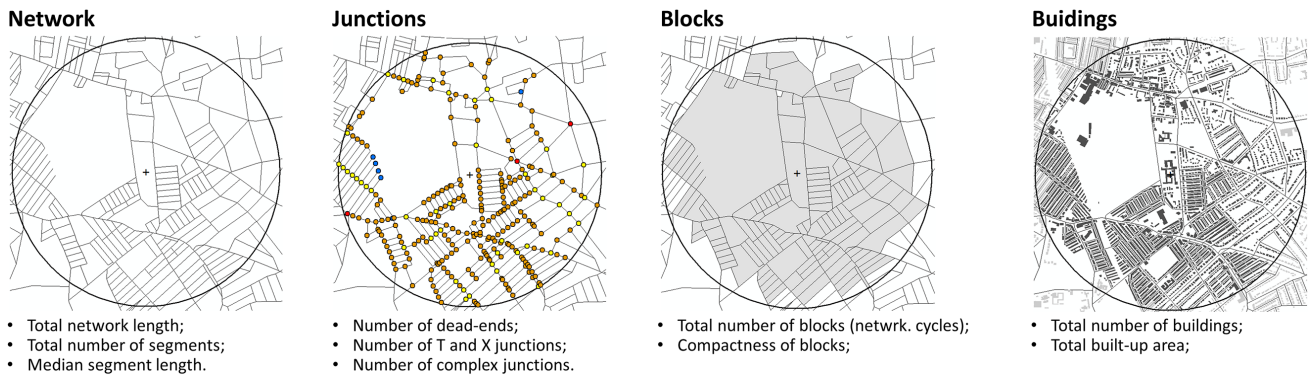 Network
• Total network length;
• Total number of segments;
• Median segment length.
Junctions
• Number of dead-ends;
• Number of T and X junctions;
• Number of complex junctions.
Blocks
• Total number of blocks (netwrk. cycles);
• Compactness of blocks;
Buidings
• Total number of buildings;
• Total built-up area;